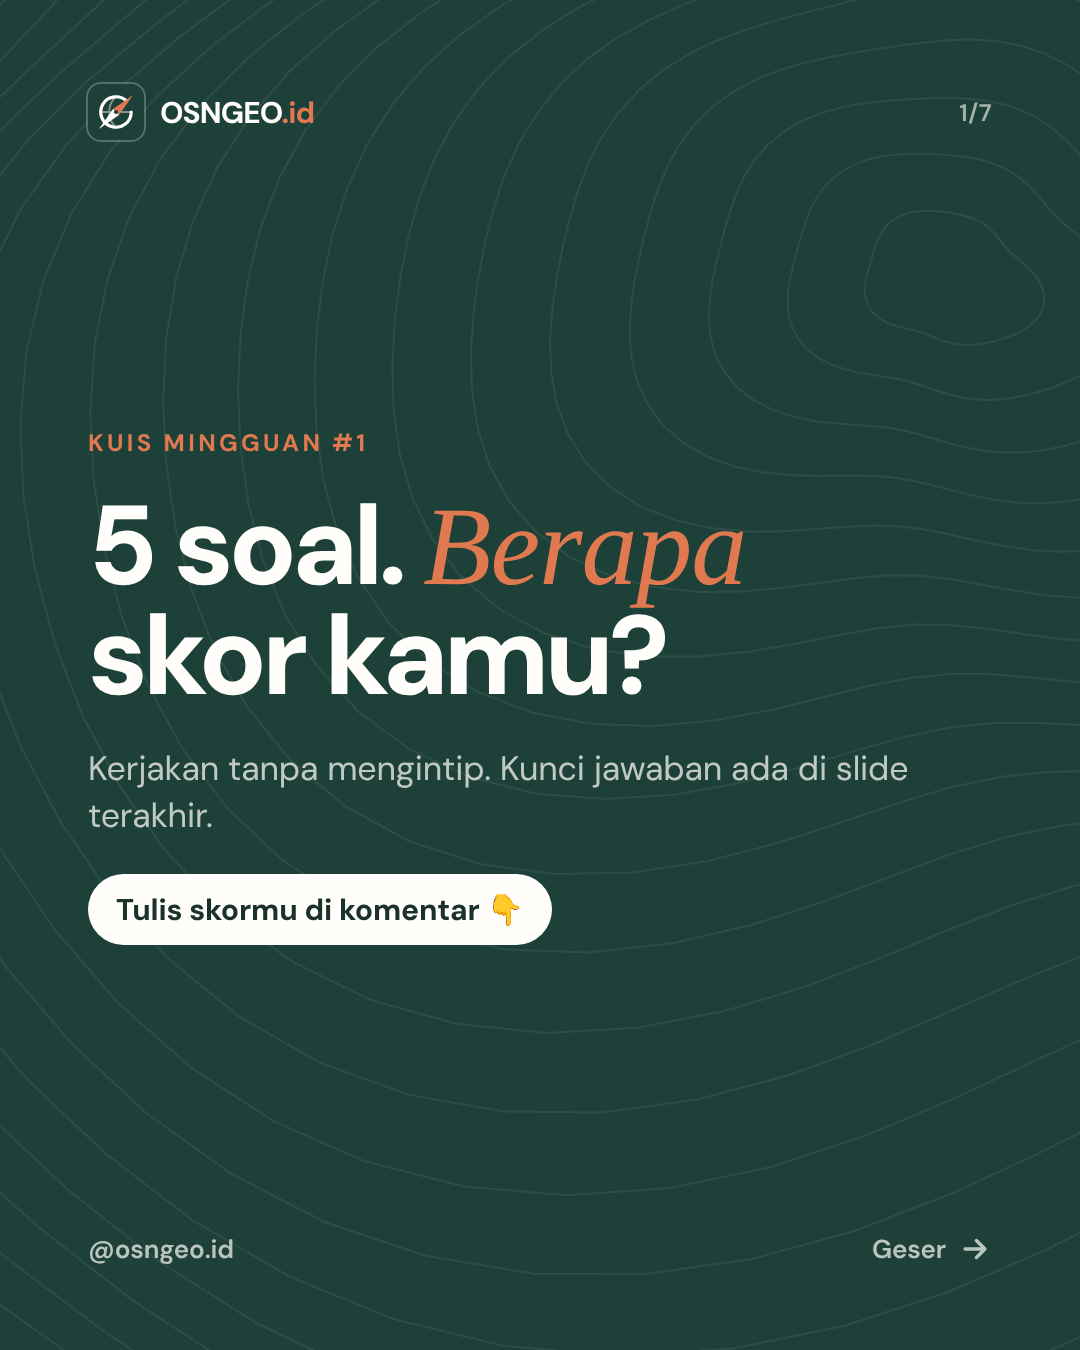 OSNGEO.id
1/7
KUIS MINGGUAN #1
5 soal. Berapa
skor kamu?
Kerjakan tanpa mengintip. Kunci jawaban ada di slide
terakhir.
Tulis skormu di komentar 👇
@osngeo.id
Geser →